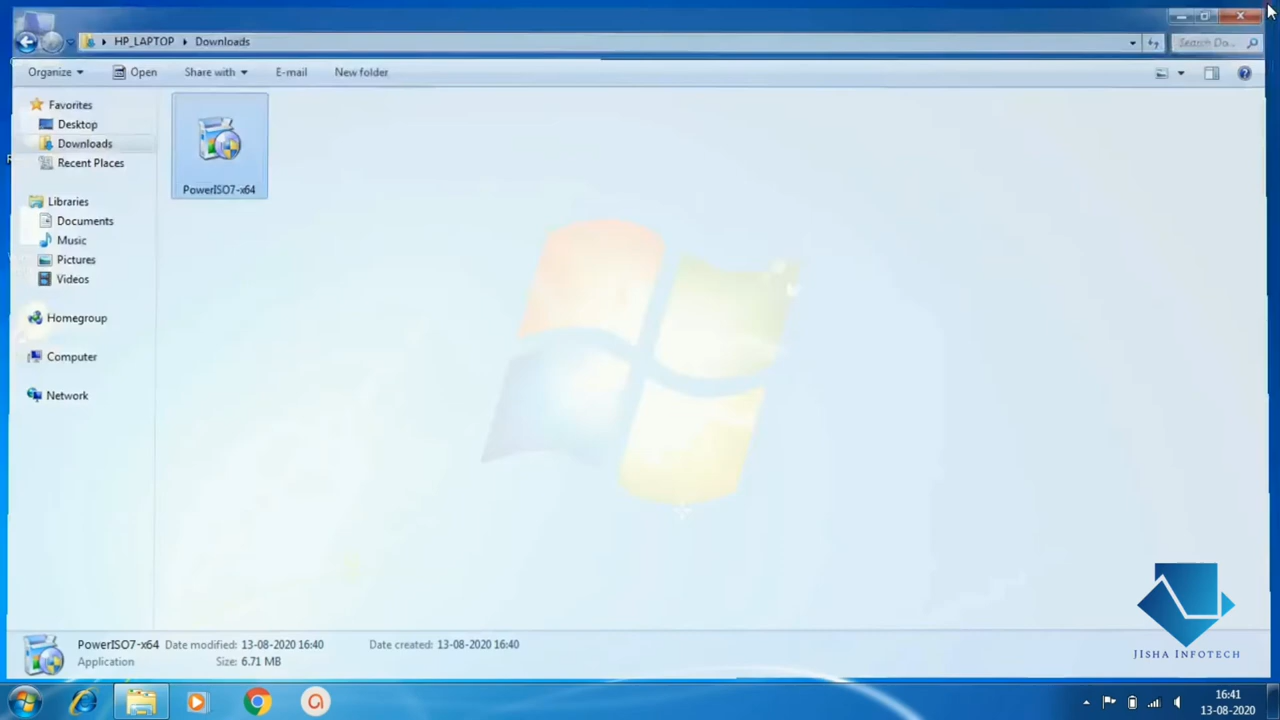 HP_LAPTOP Downloads
Search Do...
Organize Open Share with E-mail New folder
PowerISO7-x64
Favorites
Desktop
Downloads
Recent Places
Libraries
Documents
Music
Pictures
Videos
Homegroup
Computer
Network
PowerISO7-x64 Date modified: 13-08-2020 16:40 Date created: 13-08-2020 16:40
Application Size: 6.71 MB
JISHA INFOTECH
16:41
13-08-2020